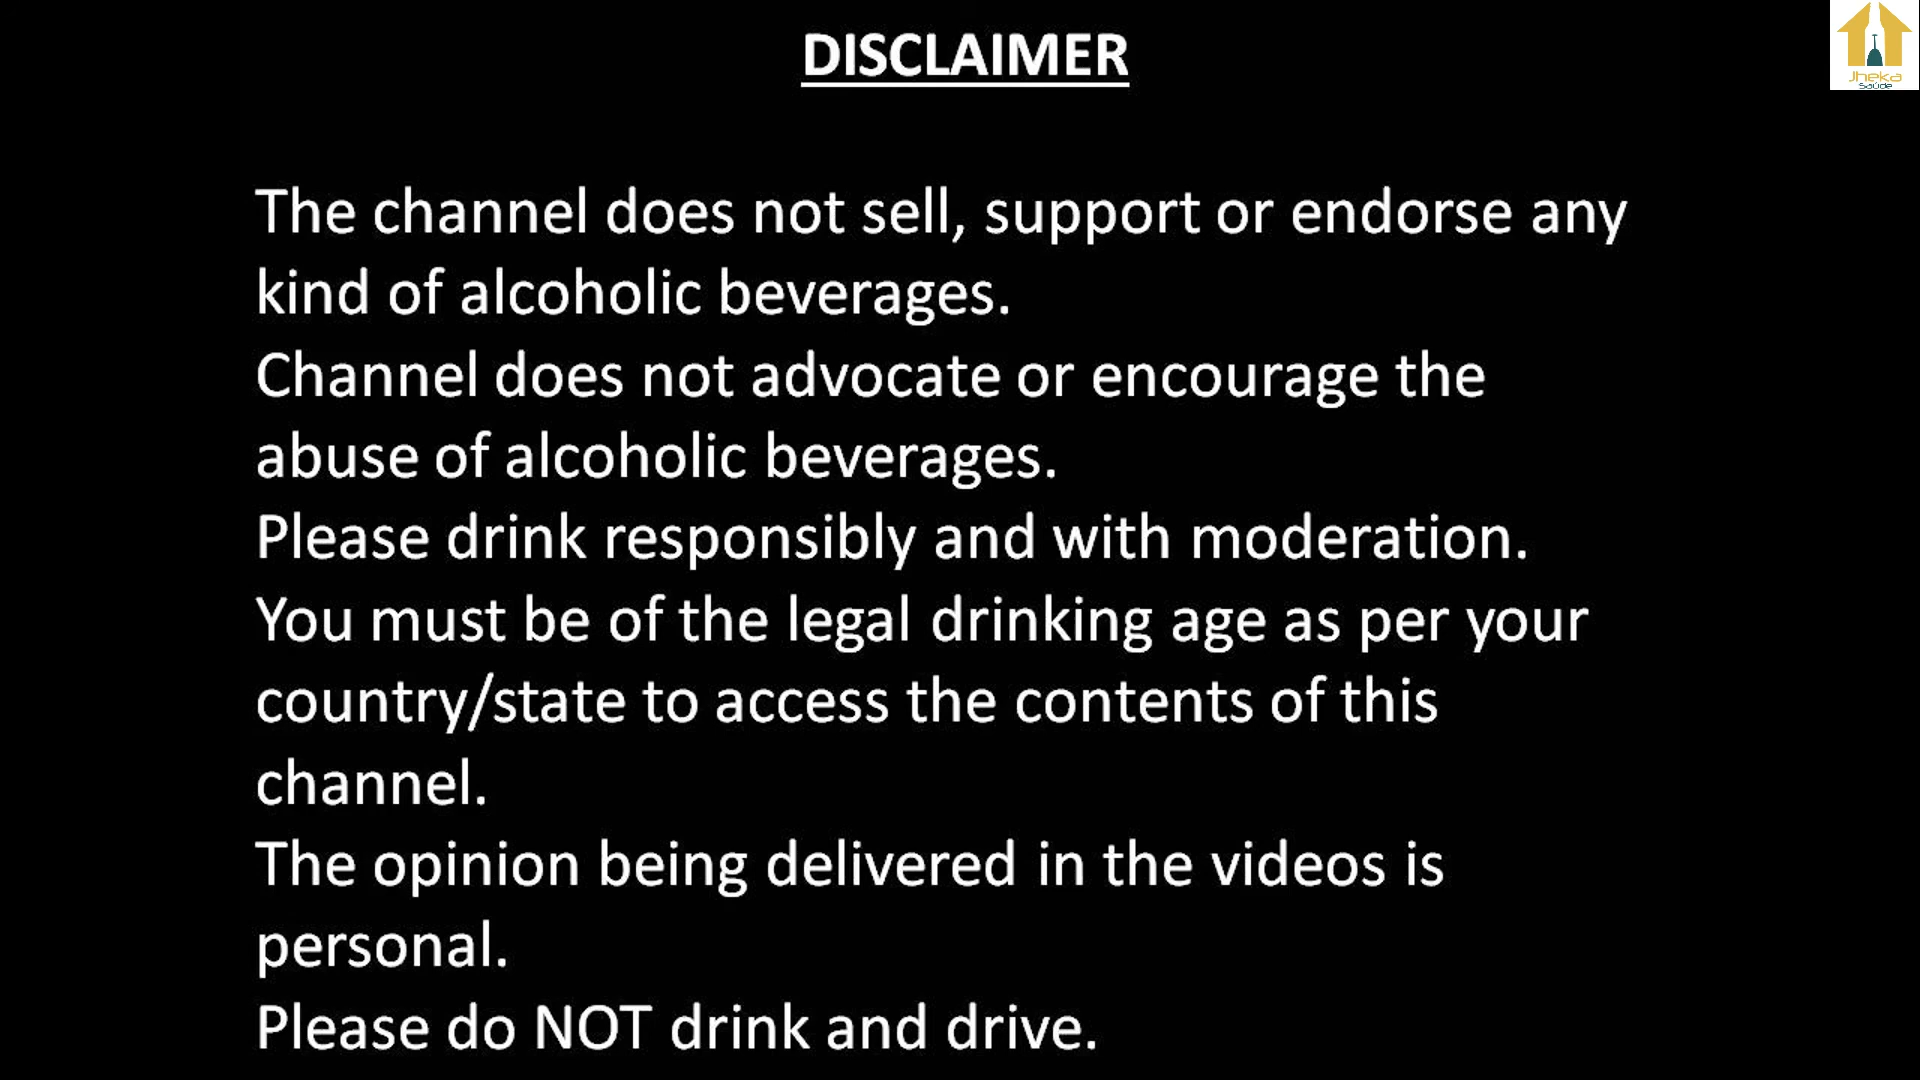 DISCLAIMER
Jheka
Saúde
The channel does not sell, support or endorse any
kind of alcoholic beverages.
Channel does not advocate or encourage the
abuse of alcoholic beverages.
Please drink responsibly and with moderation.
You must be of the legal drinking age as per your
country/state to access the contents of this
channel.
The opinion being delivered in the videos is
personal.
Please do NOT drink and drive.